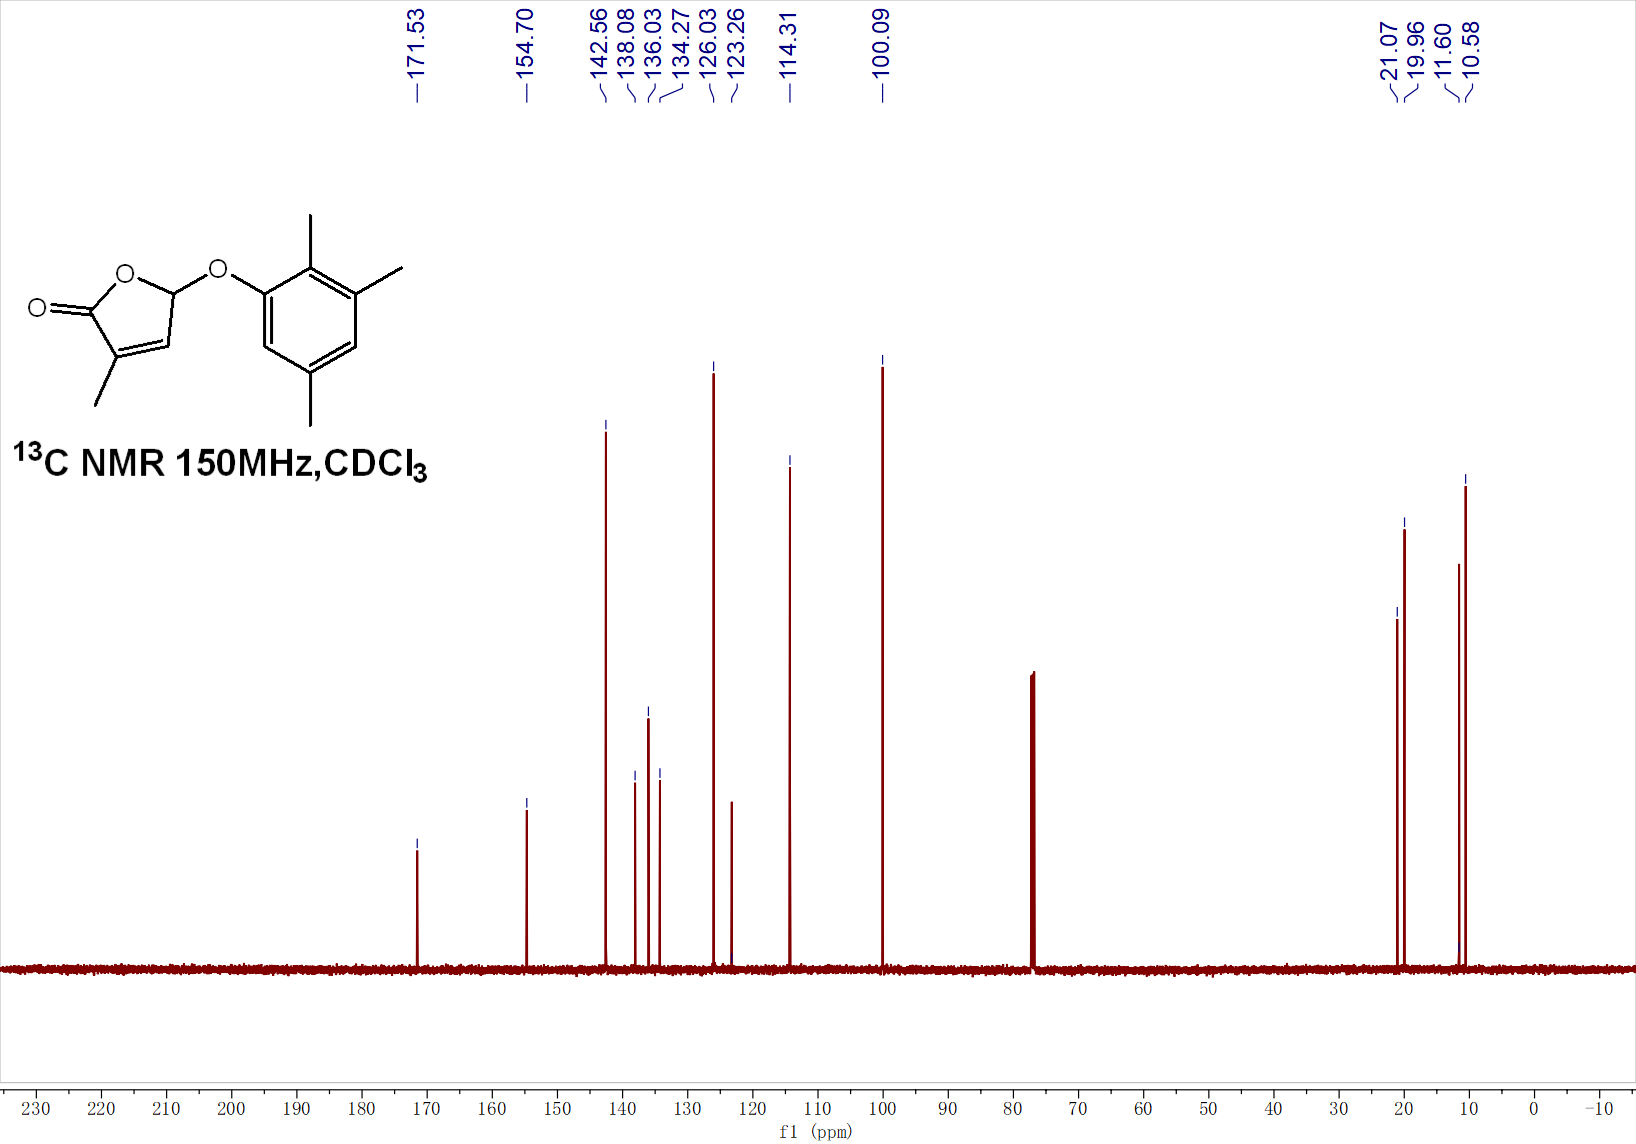 —171.53
—154.70
142.56
138.08
136.03
134.27
126.03
123.26
—114.31
—100.09
21.07
19.96
11.60
10.58
O
O
O
¹³C NMR 150MHz,CDCl₃
230 220 210 200 190 180 170 160 150 140 130 120 110 100 90 80 70 60 50 40 30 20 10 0 -10
f1 (ppm)